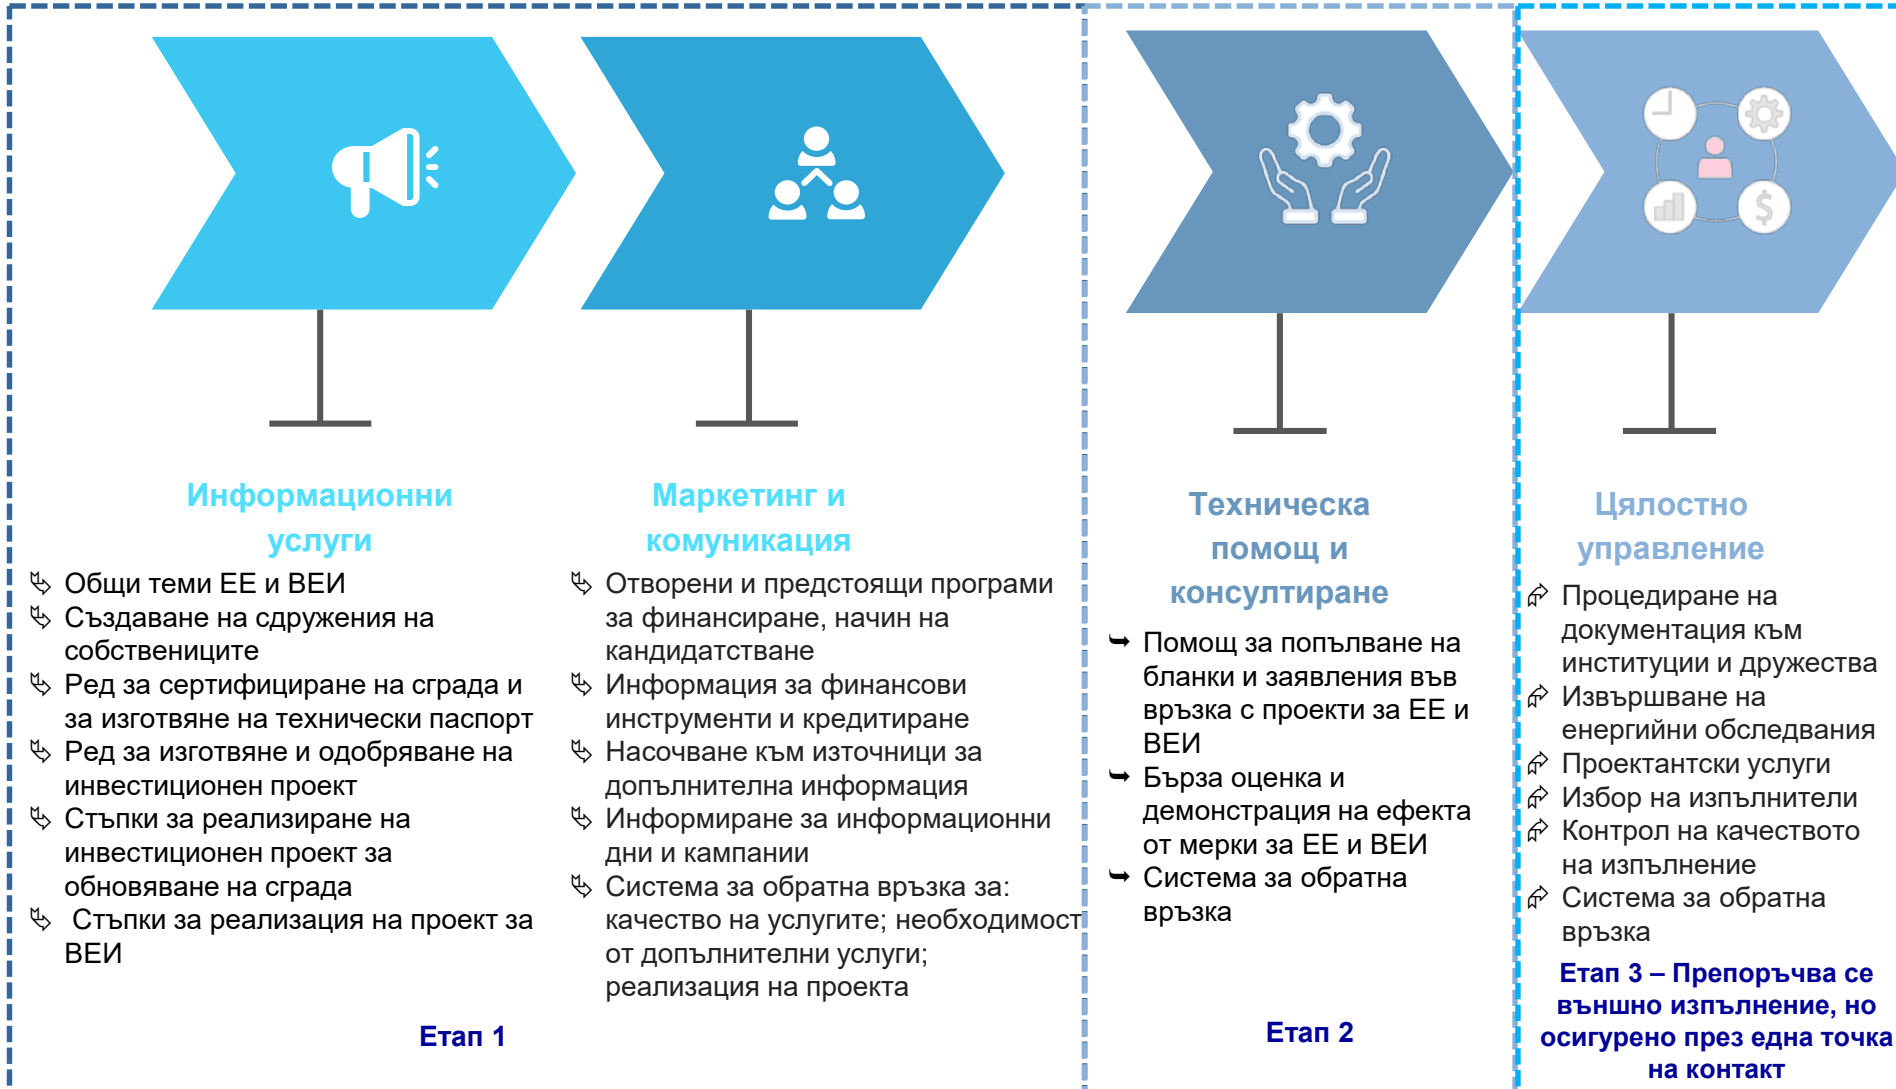 Информационни
услуги
Общи теми ЕЕ и ВЕИ
Създаване на сдружения на
собствениците
Ред за сертифициране на сграда и
за изготвяне на технически паспорт
Ред за изготвяне и одобряване на
инвестиционен проект
Стъпки за реализиране на
инвестиционен проект за
обновяване на сграда
Стъпки за реализация на проект за
ВЕИ
Маркетинг и
комуникация
Отворени и предстоящи програми
за финансиране, начин на
кандидатстване
Информация за финансови
инструменти и кредитиране
Насочване към източници за
допълнителна информация
Информиране за информационни
дни и кампании
Система за обратна връзка за:
качество на услугите; необходимост
от допълнителни услуги;
реализация на проекта
Етап 1
Техническа
помощ и
консултиране
Помощ за попълване на
бланки и заявления във
връзка с проекти за ЕЕ и
ВЕИ
Бърза оценка и
демонстрация на ефекта
от мерки за ЕЕ и ВЕИ
Система за обратна
връзка
Етап 2
$
Цялостно
управление
Процедиране на
документация към
институции и дружества
Извършване на
енергийни обследвания
Проектантски услуги
Избор на изпълнители
Контрол на качеството
на изпълнение
Система за обратна
връзка
Етап 3 – Препоръчва се
външно изпълнение, но
осигурено през една точка
на контакт